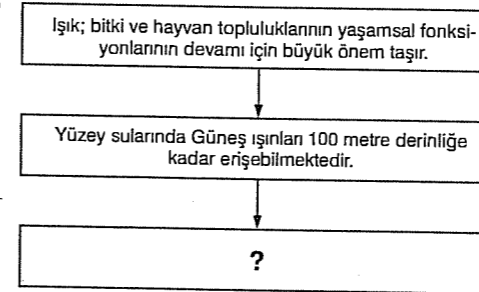 Işık; bitki ve hayvan topluluklarının yaşamsal fonksi-
yonlarının devamı için büyük önem taşır.
Yüzey sularında Güneş ışınları 100 metre derinliğe
kadar erişebilmektedir.
?